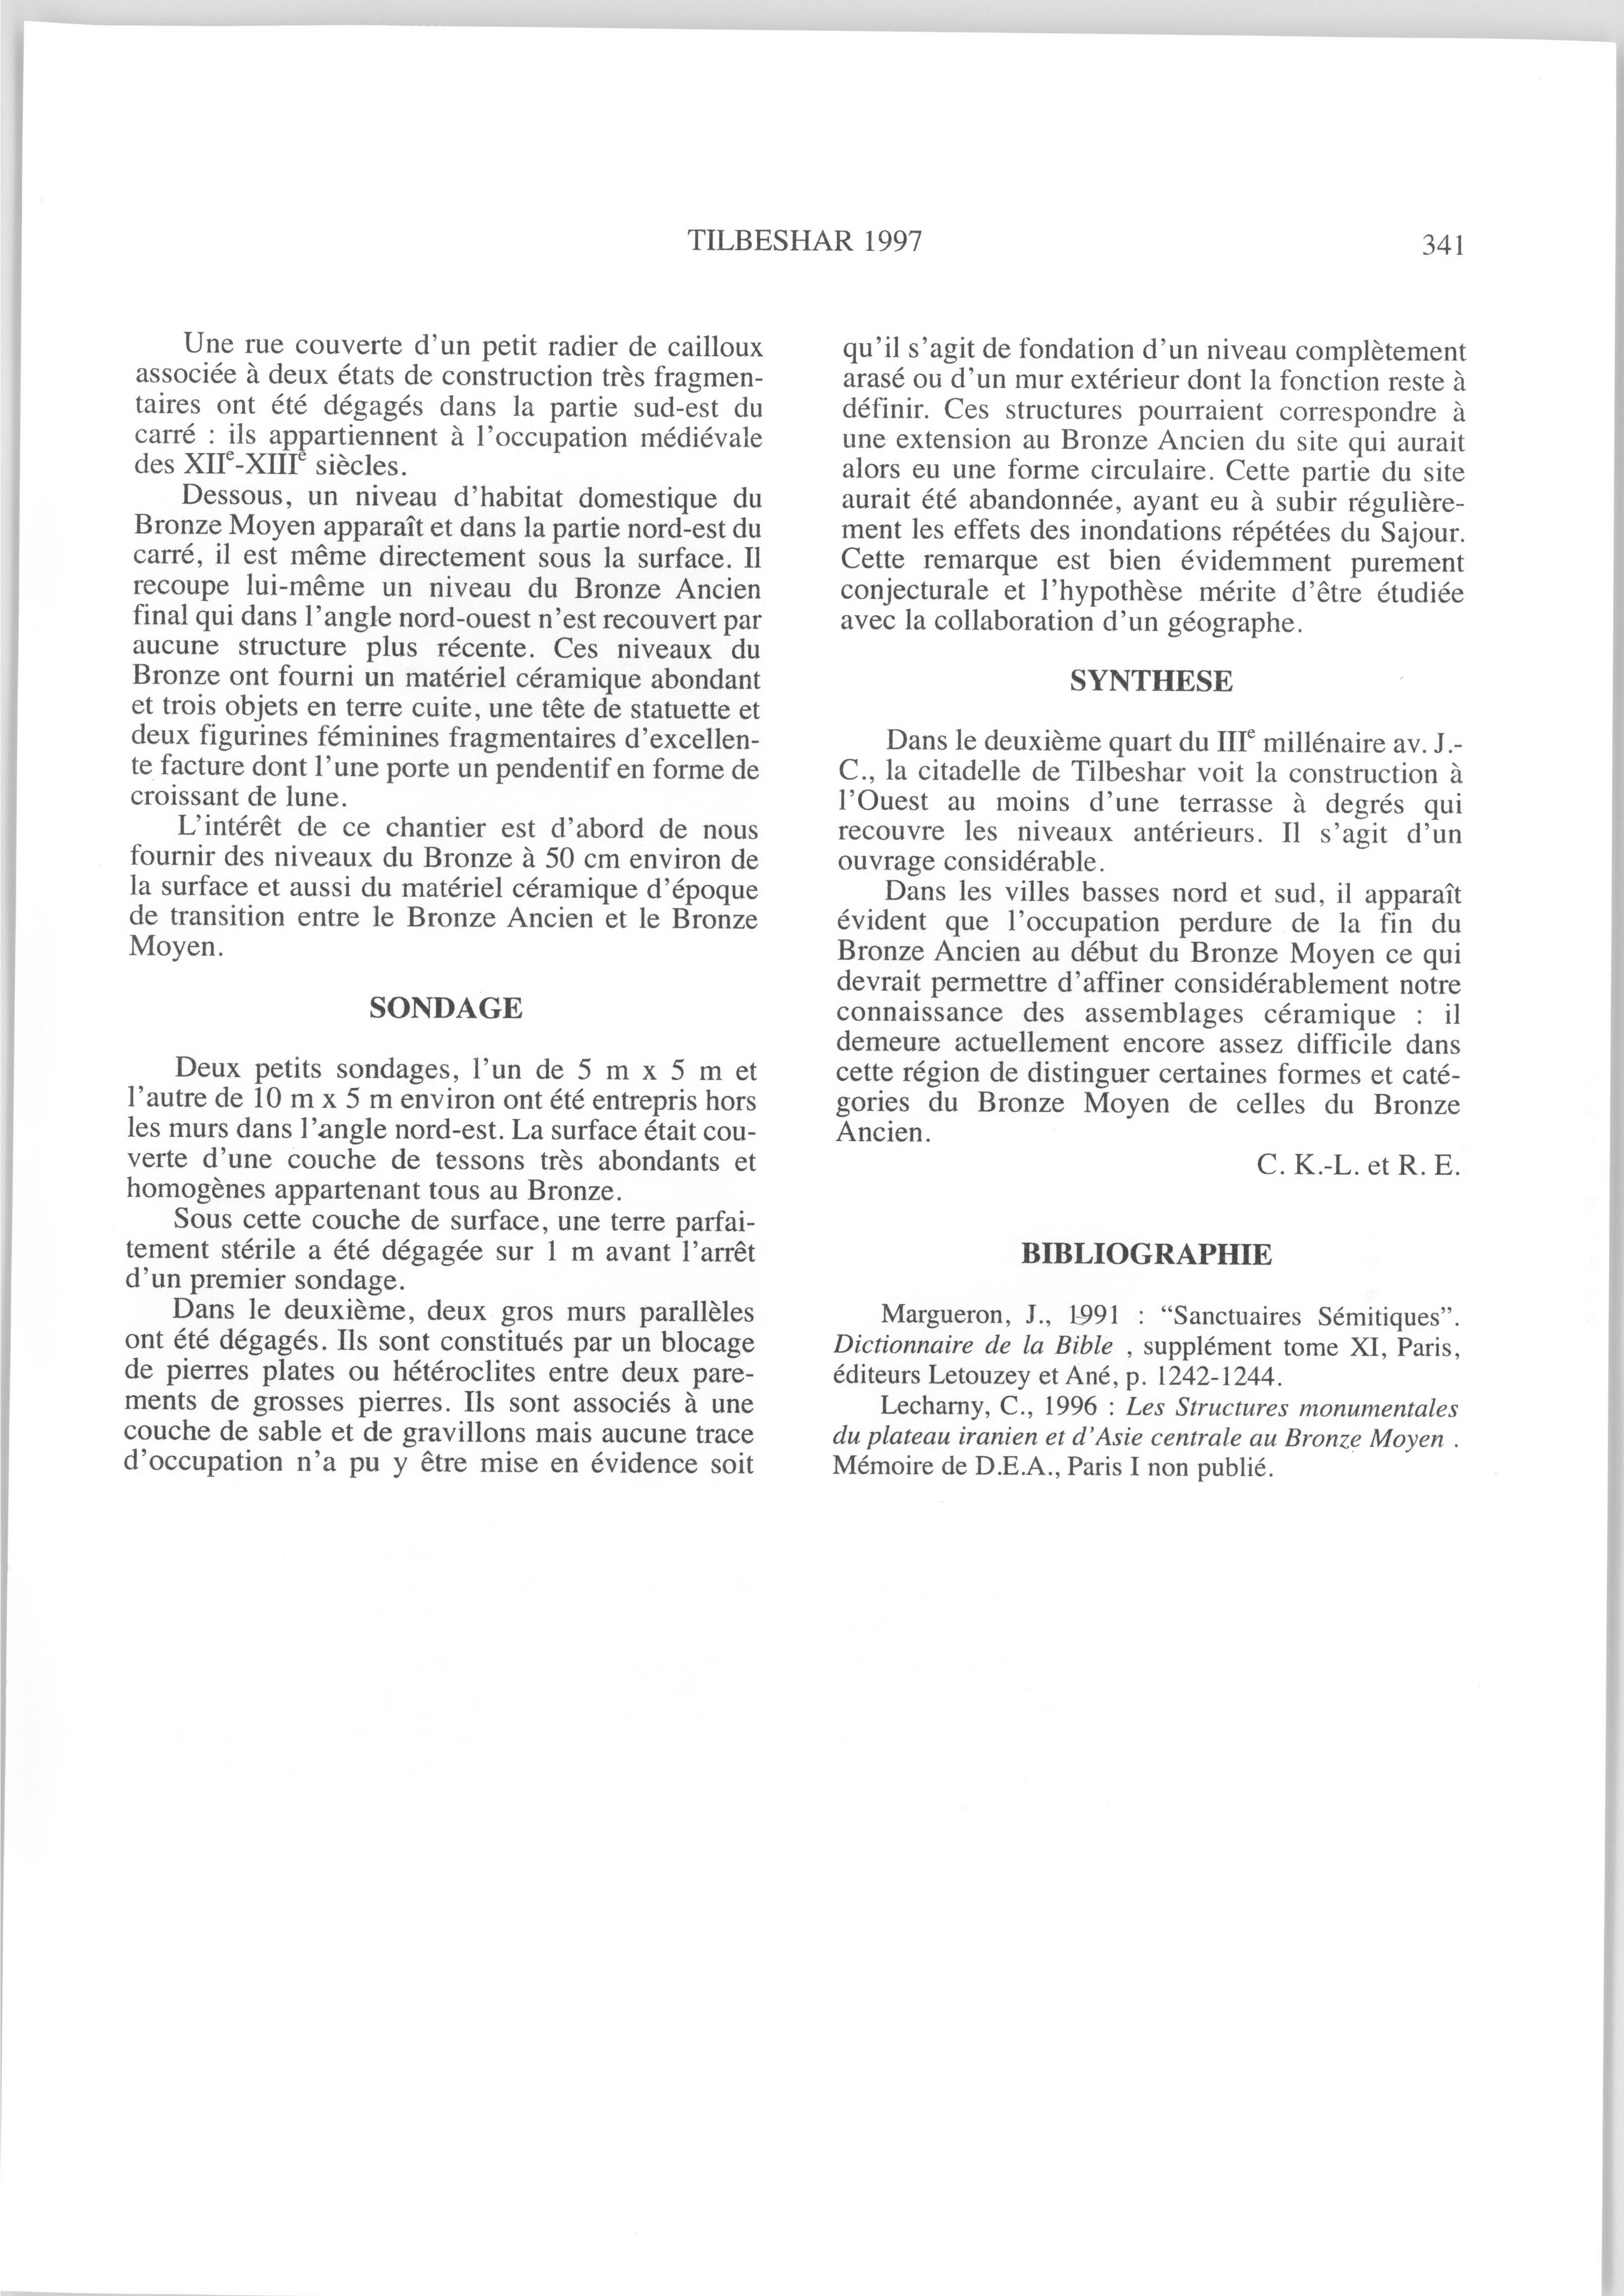 TILBESHAR 1997
341
Une rue couverte d'un petit radier de cailloux
associée à deux états de construction très fragmen-
taires ont été dégagés dans la partie sud-est du
carré : ils appartiennent à l'occupation médiévale
des XIIe-XIIIe siècles.
Dessous, un niveau d'habitat domestique du
Bronze Moyen apparaît et dans la partie nord-est du
carré, il est même directement sous la surface. Il
recoupe lui-même un niveau du Bronze Ancien
final qui dans l'angle nord-ouest n'est recouvert par
aucune structure plus récente. Ces niveaux du
Bronze ont fourni un matériel céramique abondant
et trois objets en terre cuite, une tête de statuette et
deux figurines féminines fragmentaires d'excellen-
te facture dont l'une porte un pendentif en forme de
croissant de lune.
L'intérêt de ce chantier est d'abord de nous
fournir des niveaux du Bronze à 50 cm environ de
la surface et aussi du matériel céramique d'époque
de transition entre le Bronze Ancien et le Bronze
Moyen.
SONDAGE
Deux petits sondages, l'un de 5 m x 5 m et
l'autre de 10 m x 5 m environ ont été entrepris hors
les murs dans l'angle nord-est. La surface était cou-
verte d'une couche de tessons très abondants et
homogènes appartenant tous au Bronze.
Sous cette couche de surface, une terre parfai-
tement stérile a été dégagée sur 1 m avant l'arrêt
d'un premier sondage.
Dans le deuxième, deux gros murs parallèles
ont été dégagés. Ils sont constitués par un blocage
de pierres plates ou hétéroclites entre deux pare-
ments de grosses pierres. Ils sont associés à une
couche de sable et de gravillons mais aucune trace
d'occupation n'a pu y être mise en évidence soit
qu'il s'agit de fondation d'un niveau complètement
arasé ou d'un mur extérieur dont la fonction reste à
définir. Ces structures pourraient correspondre à
une extension au Bronze Ancien du site qui aurait
alors eu une forme circulaire. Cette partie du site
aurait été abandonnée, ayant eu à subir régulière-
ment les effets des inondations répétées du Sajour.
Cette remarque est bien évidemment purement
conjecturale et l'hypothèse mérite d'être étudiée
avec la collaboration d'un géographe.
SYNTHESE
Dans le deuxième quart du IIIe millénaire av. J.-
C., la citadelle de Tilbeshar voit la construction à
l'Ouest au moins d'une terrasse à degrés qui
recouvre les niveaux antérieurs. Il s'agit d'un
ouvrage considérable.
Dans les villes basses nord et sud, il apparaît
évident que l'occupation perdure de la fin du
Bronze Ancien au début du Bronze Moyen ce qui
devrait permettre d'affiner considérablement notre
connaissance des assemblages céramique : il
demeure actuellement encore assez difficile dans
cette région de distinguer certaines formes et caté-
gories du Bronze Moyen de celles du Bronze
Ancien.
C. K.-L. et R. E.
BIBLIOGRAPHIE
Margueron, J., 1991 : “Sanctuaires Sémitiques”.
Dictionnaire de la Bible , supplément tome XI, Paris,
éditeurs Letouzey et Ané, p. 1242-1244.
Lecharny, C., 1996 : Les Structures monumentales
du plateau iranien et d'Asie centrale au Bronze Moyen .
Mémoire de D.E.A., Paris I non publié.